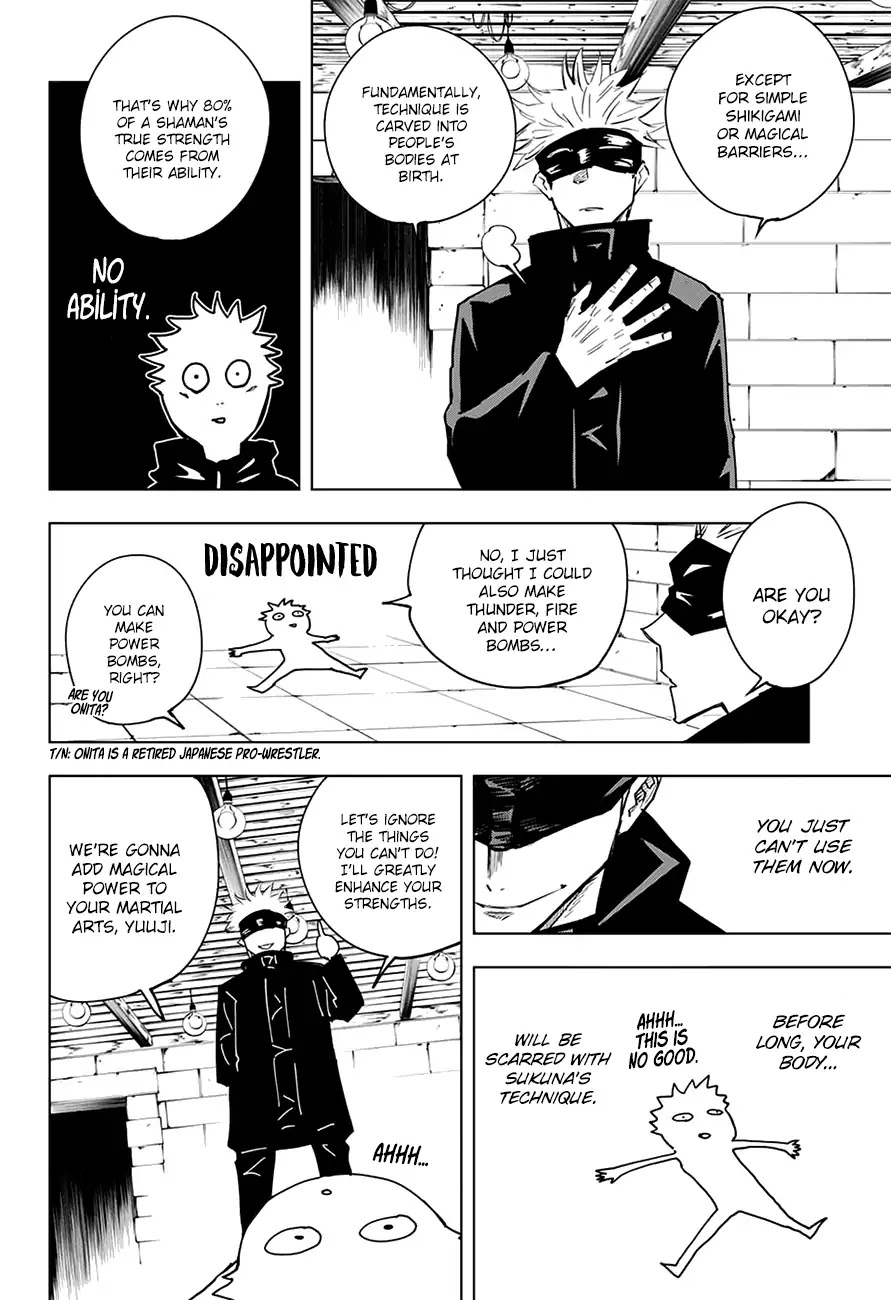 EXCEPT
FOR SIMPLE
SHIKIGAMI
OR MAGICAL
BARRIERS...
FUNDAMENTALLY,
TECHNIQUE IS
CARVED INTO
PEOPLE'S
BODIES AT
BIRTH.
THAT'S WHY 80%
OF A SHAMAN'S
TRUE STRENGTH
COMES FROM
THEIR ABILITY.
NO
ABILITY.
ARE YOU
OKAY?
NO, I JUST
THOUGHT I COULD
ALSO MAKE
THUNDER, FIRE
AND POWER
BOMBS...
DISAPPOINTED
YOU CAN
MAKE
POWER
BOMBS,
RIGHT?
ARE YOU
ONITA?
T/N: ONITA IS A RETIRED JAPANESE PRO-WRESTLER.
YOU JUST
CAN'T USE
THEM NOW.
BEFORE
LONG, YOUR
BODY...
AHHH...
THIS IS
NO GOOD.
WILL BE
SCARRED WITH
SUKUNA'S
TECHNIQUE.
LET'S IGNORE
THE THINGS
YOU CAN'T DO!
I'LL GREATLY
ENHANCE YOUR
STRENGTHS.
WE'RE GONNA
ADD MAGICAL
POWER TO
YOUR MARTIAL
ARTS, YUUJI.
AHHH...